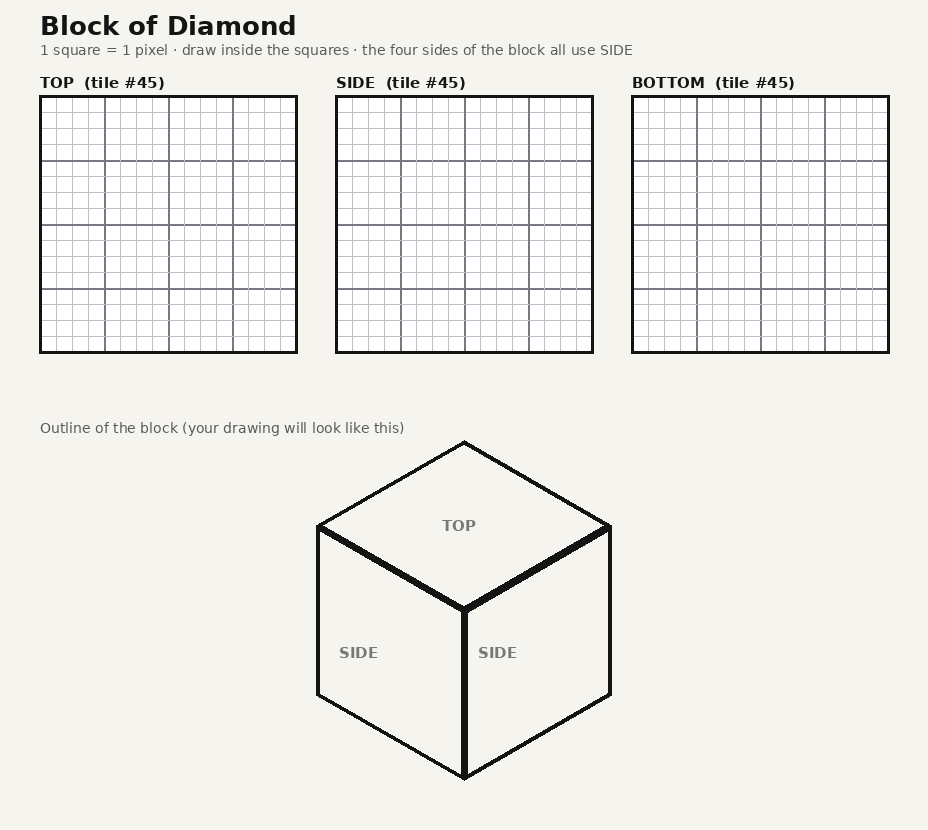 Block of Diamond
1 square = 1 pixel · draw inside the squares · the four sides of the block all use SIDE
TOP (tile #45)
SIDE (tile #45)
BOTTOM (tile #45)
Outline of the block (your drawing will look like this)
TOP
SIDE
SIDE